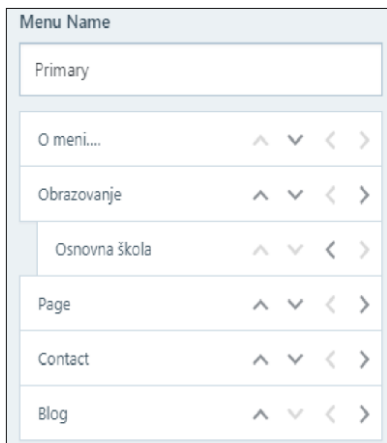 Menu Name
Primary
O meni....
Obrazovanje
Osnovna škola
Page
Contact
Blog